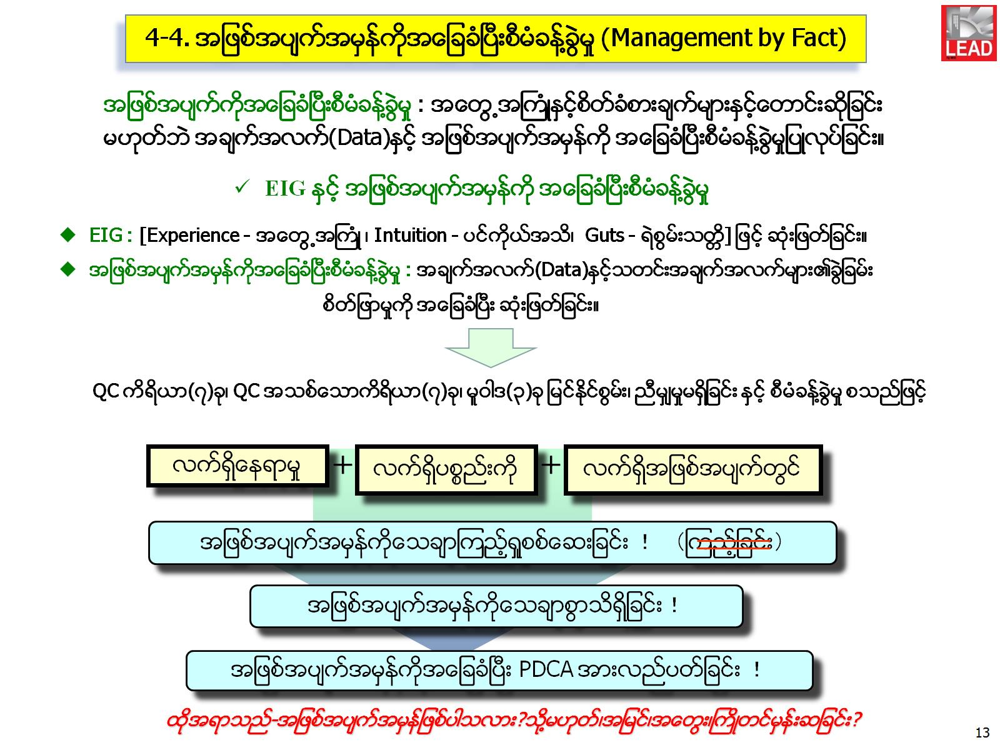 4-4. အဖြစ်အပျက်အမှန်ကိုအခြေခံပြီးစီမံခန့်ခွဲမှု (Management by Fact)
LEAD
အဖြစ်အပျက်ကိုအခြေခံပြီးစီမံခန့်ခွဲမှု : အတွေ့အကြုံနှင့်စိတ်ခံစားချက်များနှင့်တောင်းဆိုခြင်း
မဟုတ်ဘဲ အချက်အလက်(Data)နှင့် အဖြစ်အပျက်အမှန်ကို အခြေခံပြီးစီမံခန့်ခွဲမှုပြုလုပ်ခြင်း။
✓ EIG နှင့် အဖြစ်အပျက်အမှန်ကို အခြေခံပြီးစီမံခန့်ခွဲမှု
◆ EIG : [Experience - အတွေ့အကြုံ ၊ Intuition - ပင်ကိုယ်အသိ၊ Guts - ရဲစွမ်းသတ္တိ] ဖြင့် ဆုံးဖြတ်ခြင်း။
◆ အဖြစ်အပျက်အမှန်ကိုအခြေခံပြီးစီမံခန့်ခွဲမှု : အချက်အလက်(Data)နှင့်သတင်းအချက်အလက်များ၏ခွဲခြမ်း
စိတ်ဖြာမှုကို အခြေခံပြီး ဆုံးဖြတ်ခြင်း။
QC ကိရိယာ(၇)ခု၊ QC အသစ်သောကိရိယာ(၇)ခု၊ မူဝါဒ(၃)ခု မြင်နိုင်စွမ်း၊ ညီမျှမှုမရှိခြင်း နှင့် စီမံခန့်ခွဲမှု စသည်ဖြင့်
လက်ရှိနေရာမှု + လက်ရှိပစ္စည်းကို + လက်ရှိအဖြစ်အပျက်တွင်
အဖြစ်အပျက်အမှန်ကိုသေချာကြည့်ရှုစစ်ဆေးခြင်း ! (ကြည့်ခြင်း)
အဖြစ်အပျက်အမှန်ကိုသေချာစွာသိရှိခြင်း !
အဖြစ်အပျက်အမှန်ကိုအခြေခံပြီး PDCA အားလည်ပတ်ခြင်း !
ထိုအရာသည်-အဖြစ်အပျက်အမှန်ဖြစ်ပါသလား?သို့မဟုတ်၊အမြင်၊အတွေး၊ကြိုတင်မှန်းဆခြင်း?
13